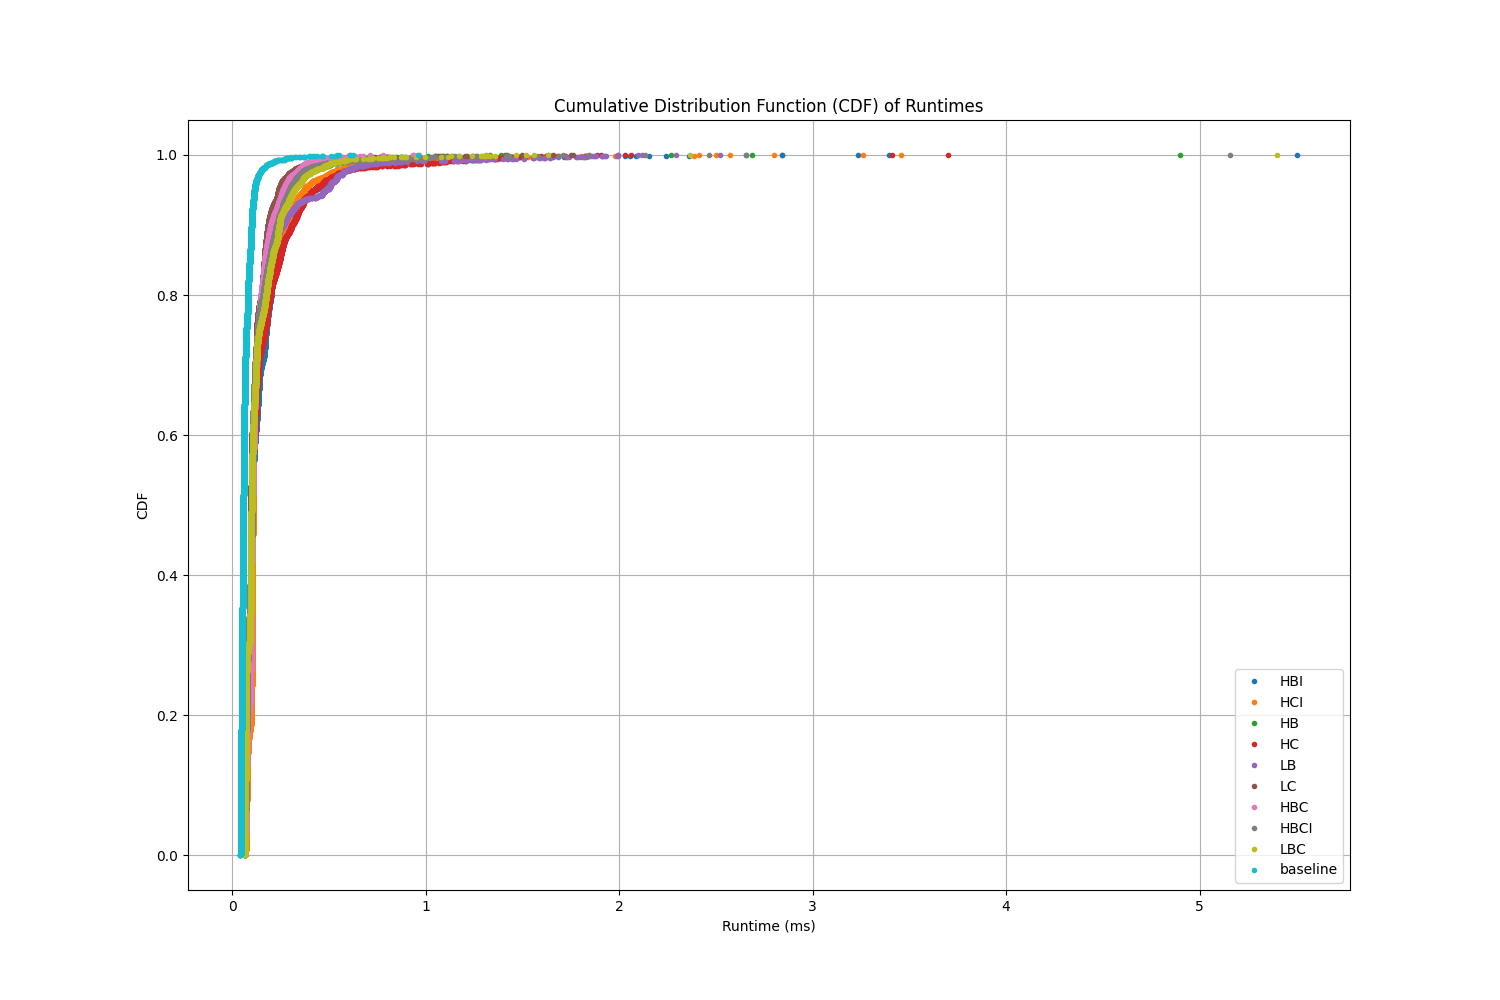 Cumulative Distribution Function (CDF) of Runtimes
CDF
1.0
0.8
0.6
0.4
0.2
0.0
0 1 2 3 4 5
Runtime (ms)
HBI
HCI
HB
HC
LB
LC
HBC
HBCI
LBC
baseline